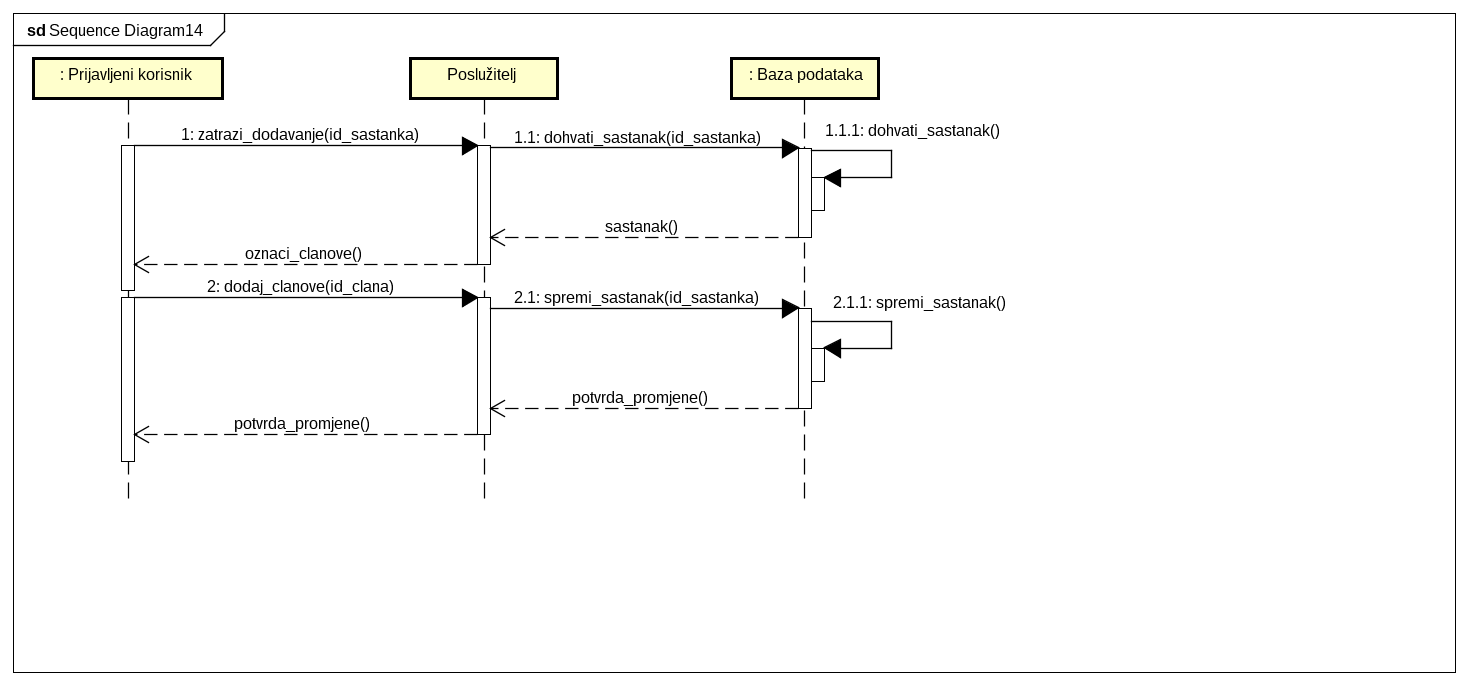 sd Sequence Diagram14
: Prijavljeni korisnik
Poslužitelj
: Baza podataka
1: zatrazi_dodavanje(id_sastanka)
1.1: dohvati_sastanak(id_sastanka)
1.1.1: dohvati_sastanak()
sastanak()
oznaci_clanove()
2: dodaj_clanove(id_clana)
2.1: spremi_sastanak(id_sastanka)
2.1.1: spremi_sastanak()
potvrda_promjene()
potvrda_promjene()